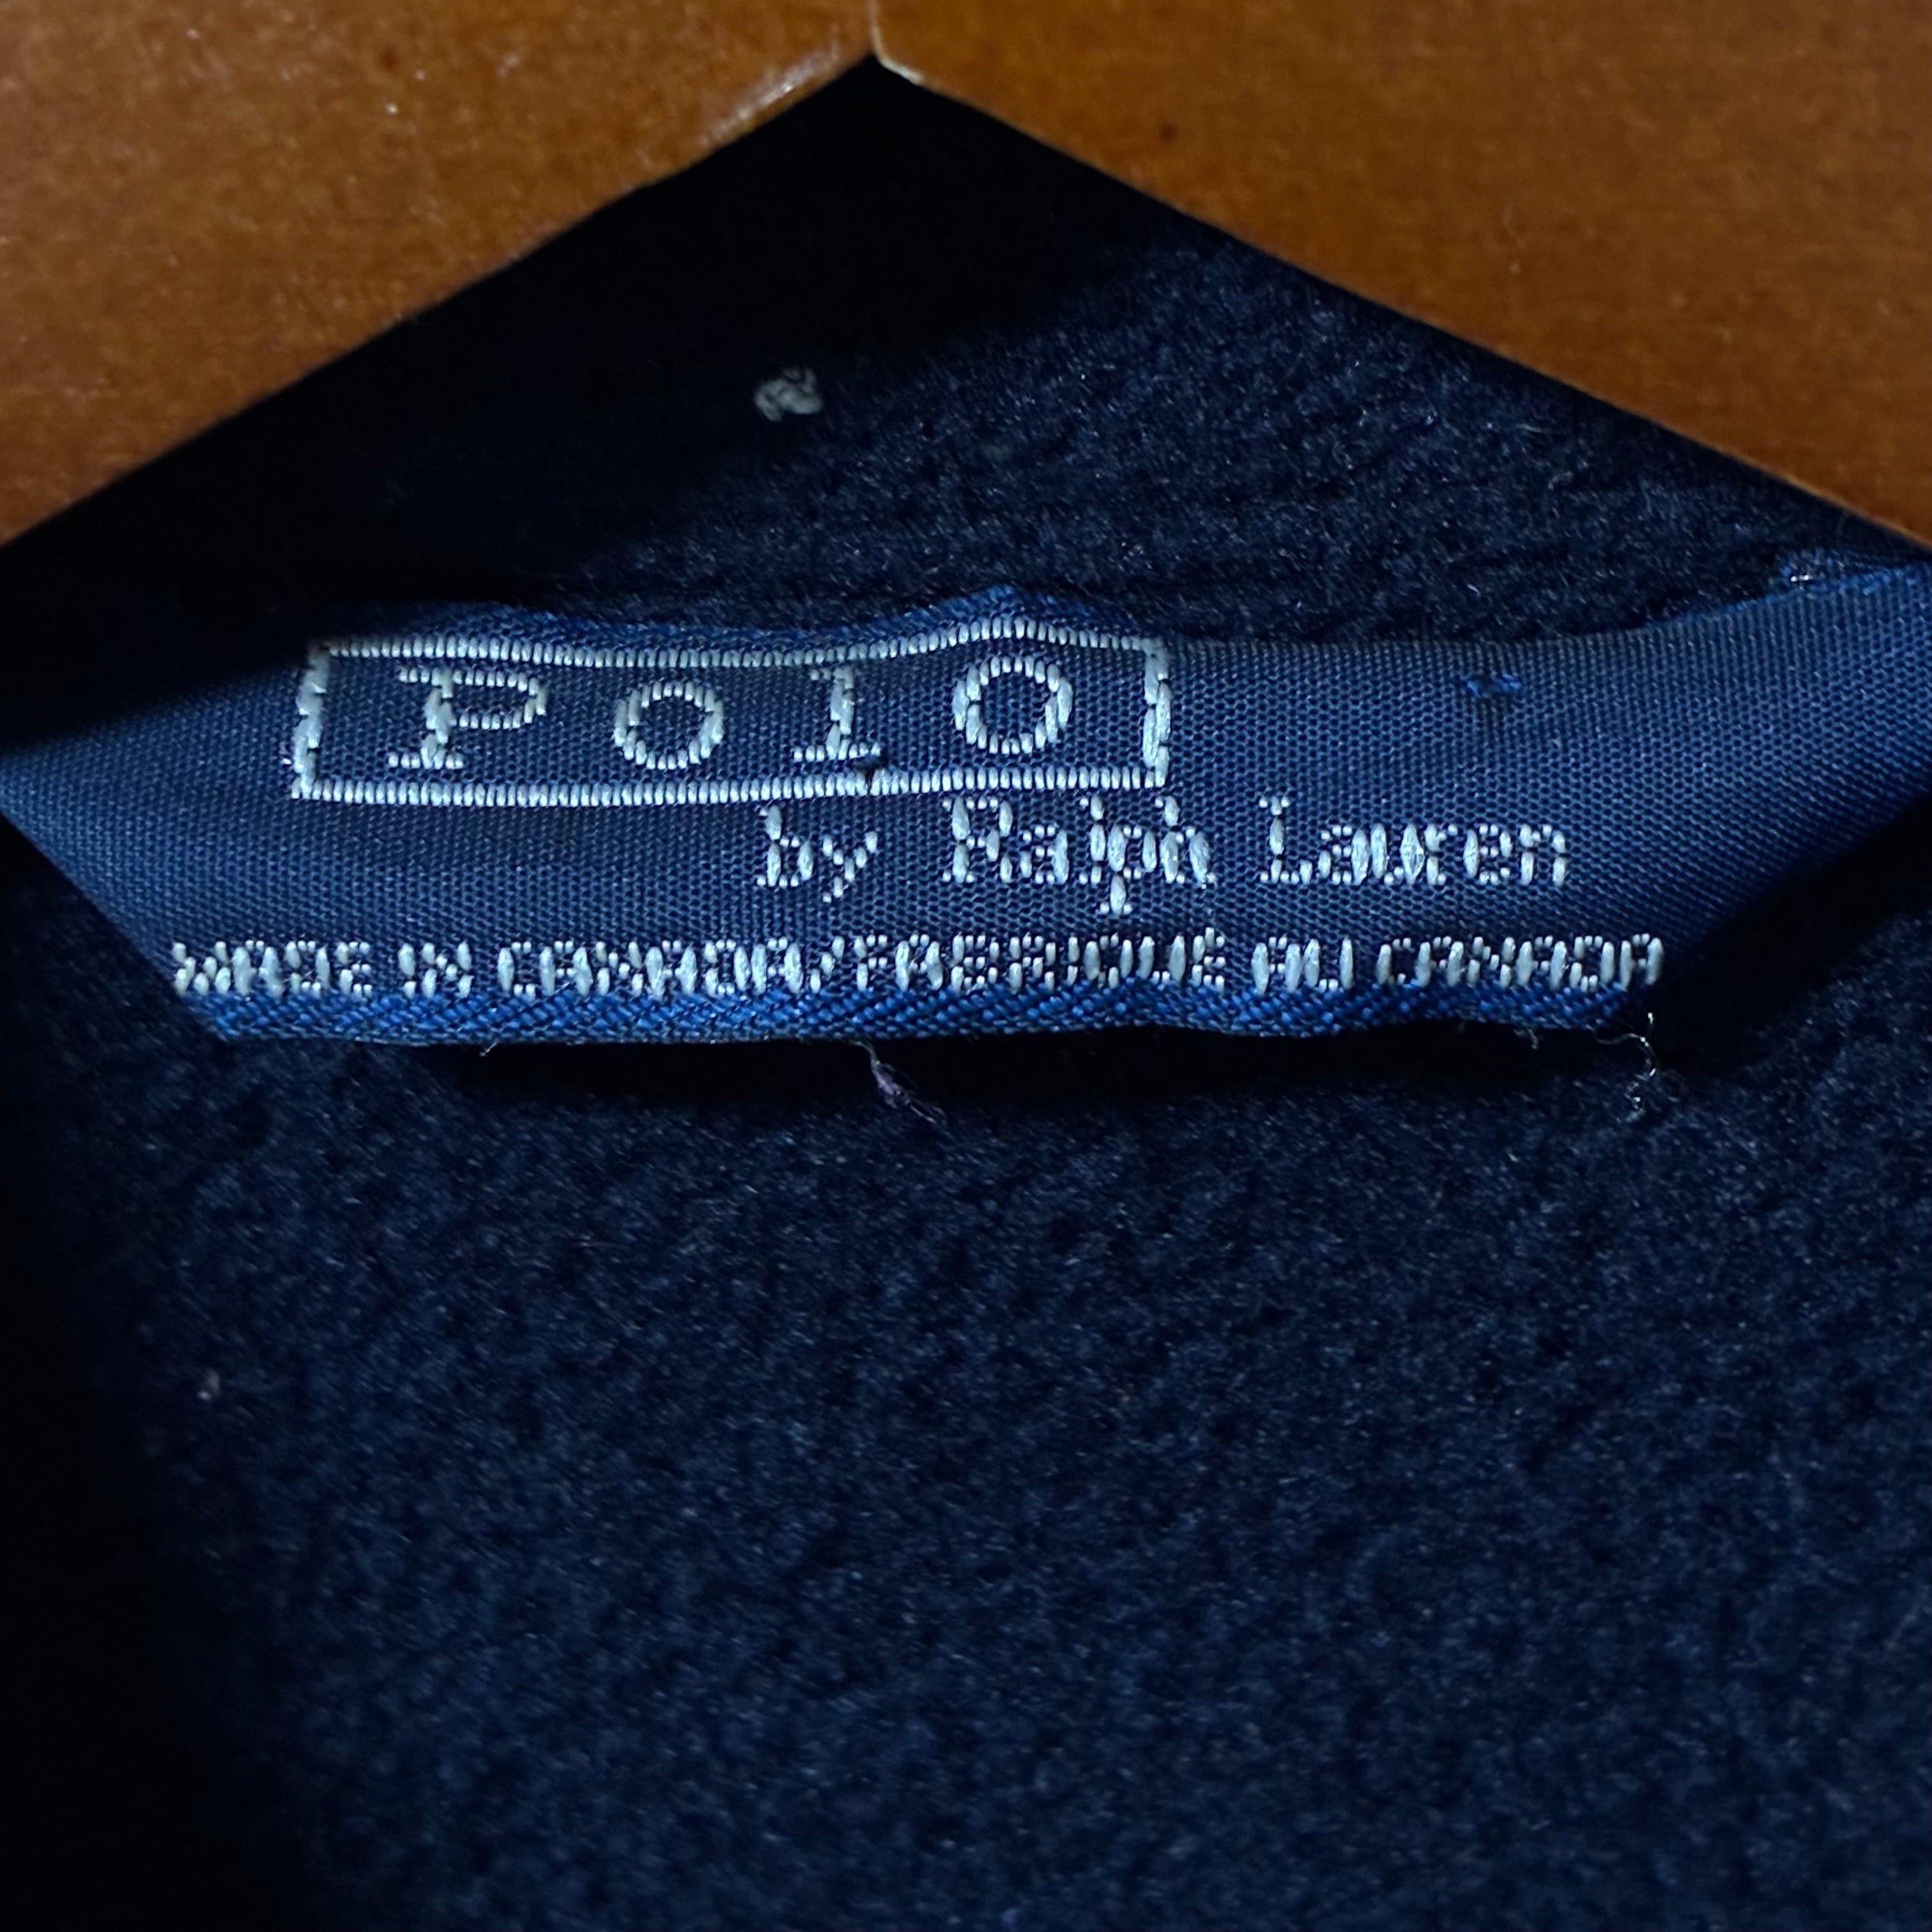 Polo
by Ralph Lauren
MADE IN CANADA/FABRIQUÉ AU CANADA